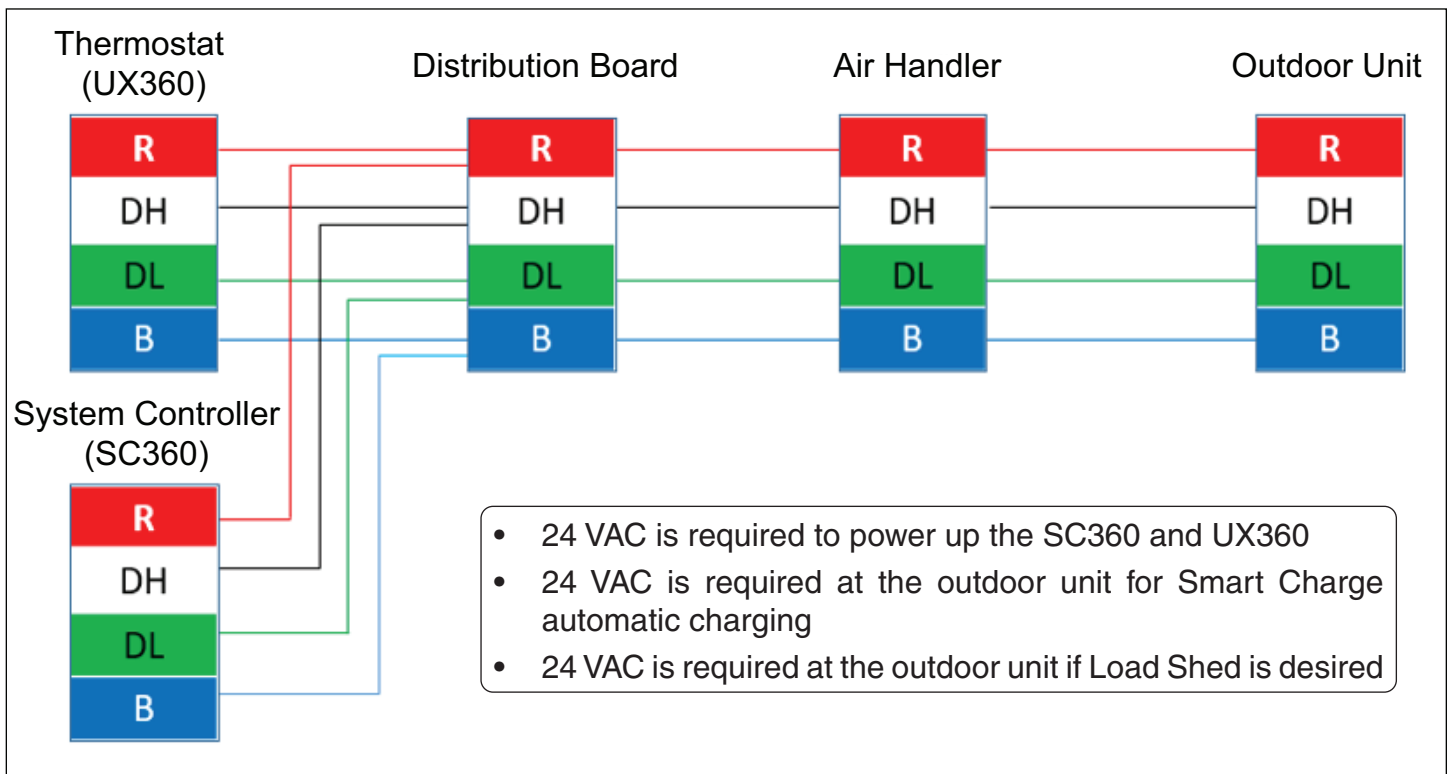 Thermostat
(UX360)
Distribution Board
Air Handler
Outdoor Unit
R
DH
DL
B
R
DH
DL
B
R
DH
DL
B
R
DH
DL
B
System Controller
(SC360)
R
DH
DL
B
• 24 VAC is required to power up the SC360 and UX360
• 24 VAC is required at the outdoor unit for Smart Charge
automatic charging
• 24 VAC is required at the outdoor unit if Load Shed is desired